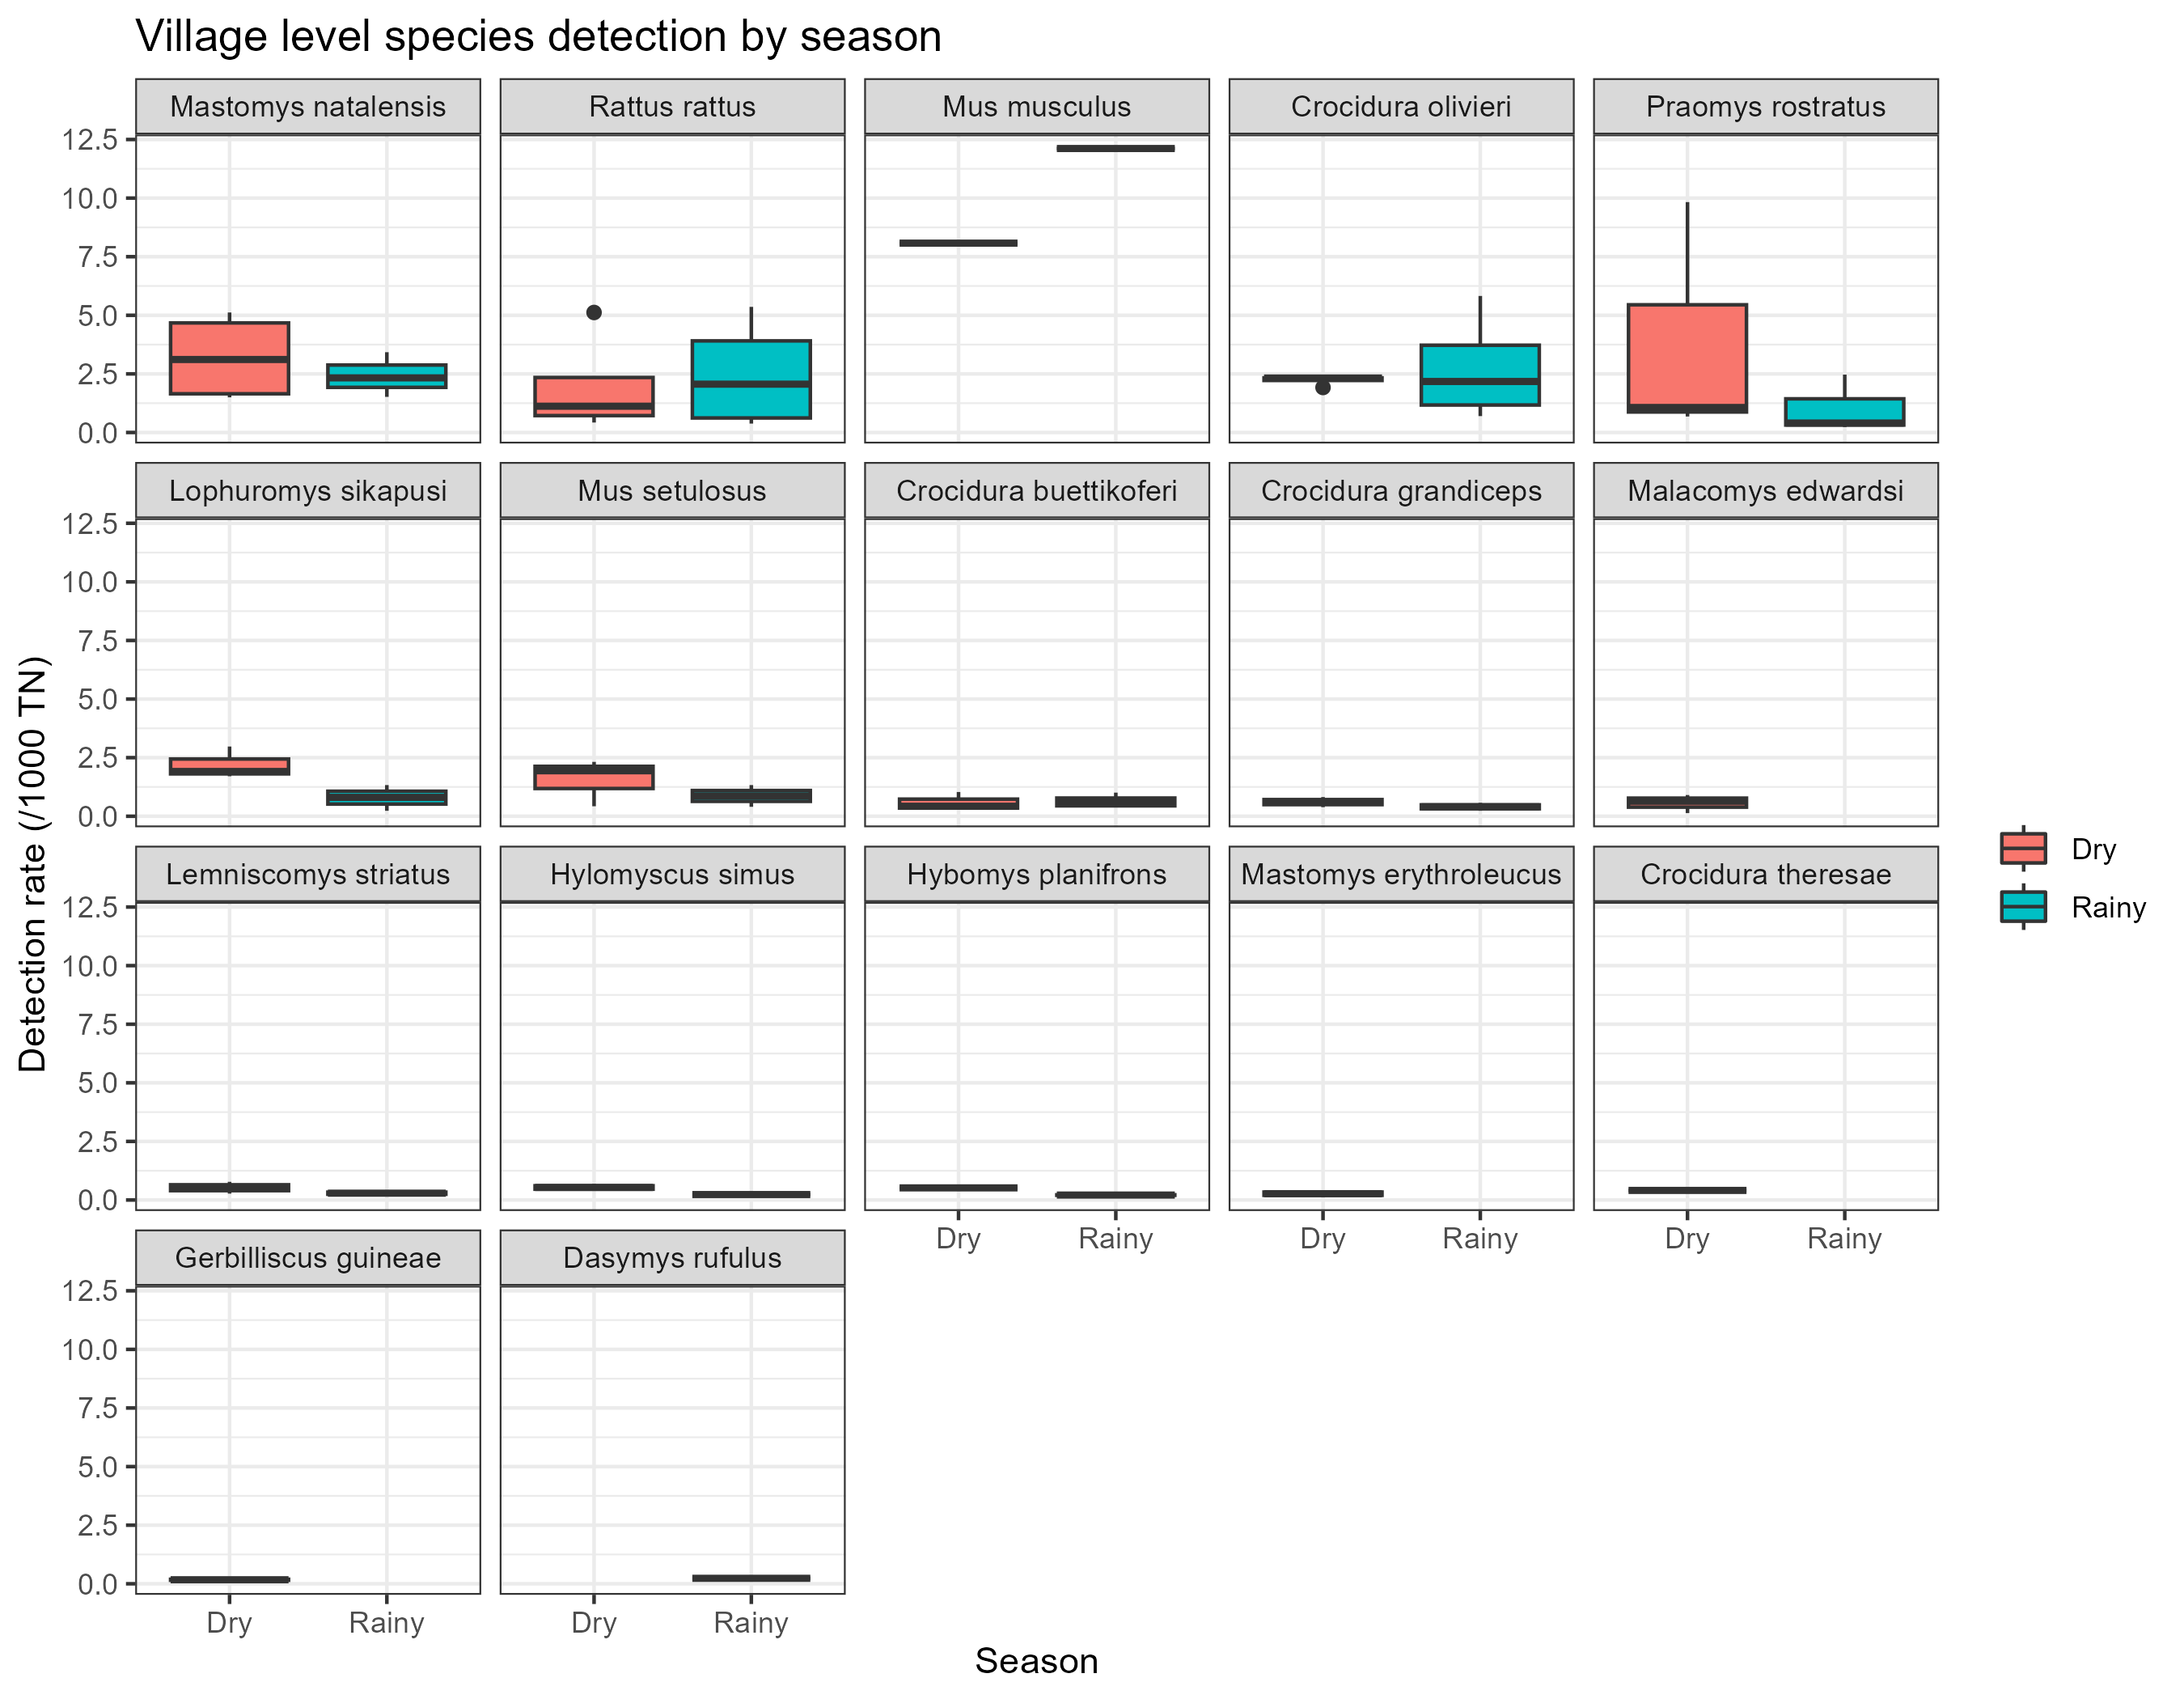 Village level species detection by season
Mastomys natalensis
Rattus rattus
Mus musculus
Crocidura olivieri
Praomys rostratus
12.5
10.0
7.5
5.0
2.5
0.0
Lophuromys sikapusi
Mus setulosus
Crocidura buettikoferi
Crocidura grandiceps
Malacomys edwardsi
12.5
10.0
7.5
5.0
2.5
0.0
Detection rate (/1000 TN)
Dry
Rainy
Lemniscomys striatus
Hylomyscus simus
Hybomys planifrons
Mastomys erythroleucus
Crocidura theresae
12.5
10.0
7.5
5.0
2.5
0.0
Dry
Rainy
Dry
Rainy
Dry
Rainy
Gerbilliscus guineae
Dasymys rufulus
12.5
10.0
7.5
5.0
2.5
0.0
Dry
Rainy
Dry
Rainy
Season